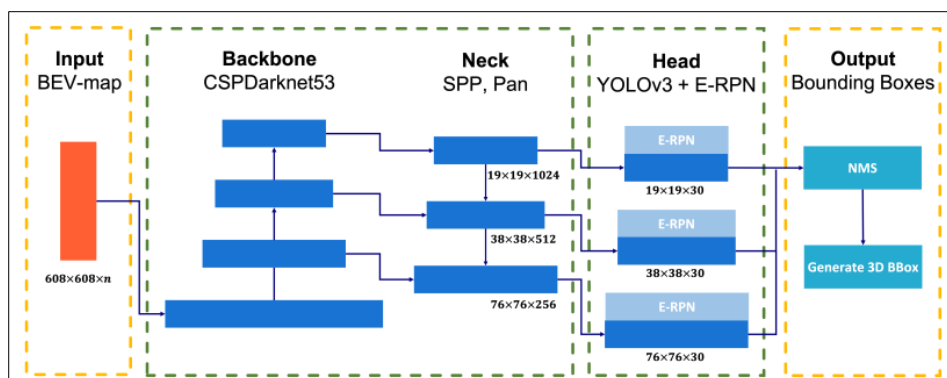 Input
BEV-map
608×608×n
Backbone
CSPDarknet53
Neck
SPP, Pan
19×19×1024
38×38×512
76×76×256
Head
YOLOv3 + E-RPN
E-RPN
19×19×30
E-RPN
38×38×30
E-RPN
76×76×30
Output
Bounding Boxes
NMS
Generate 3D BBox